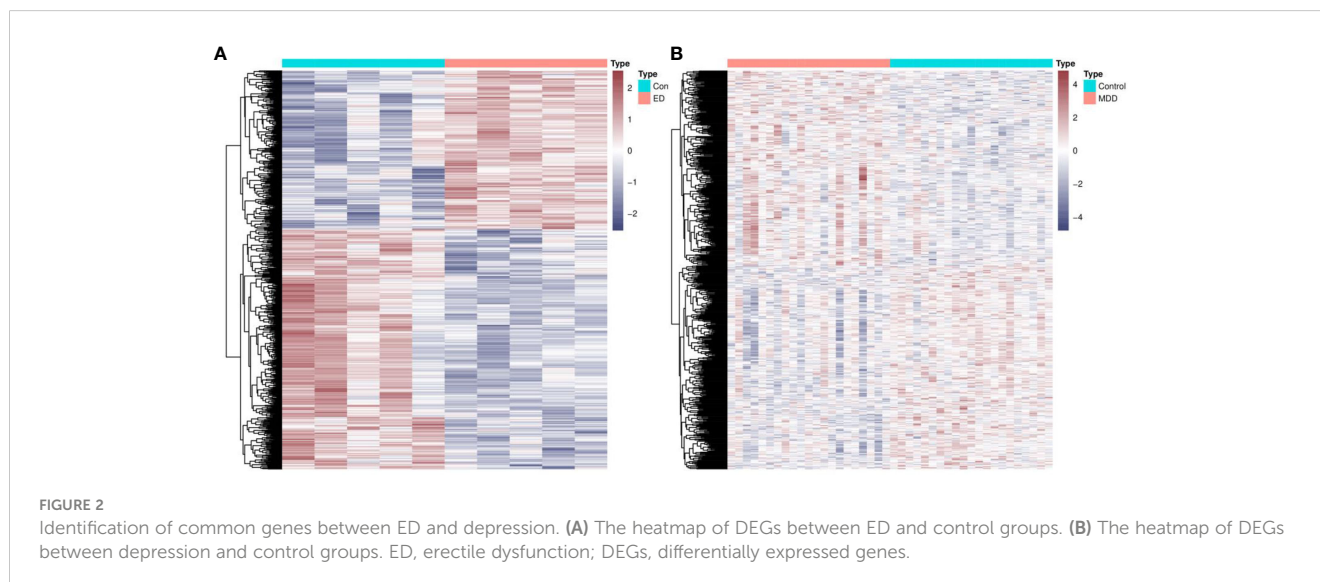 A
Type
Type
Con
ED
2
1
0
−1
−2
B
Type
Type
Control
MDD
4
2
0
−2
−4
FIGURE 2
Identification of common genes between ED and depression. (A) The heatmap of DEGs between ED and control groups. (B) The heatmap of DEGs
between depression and control groups. ED, erectile dysfunction; DEGs, differentially expressed genes.